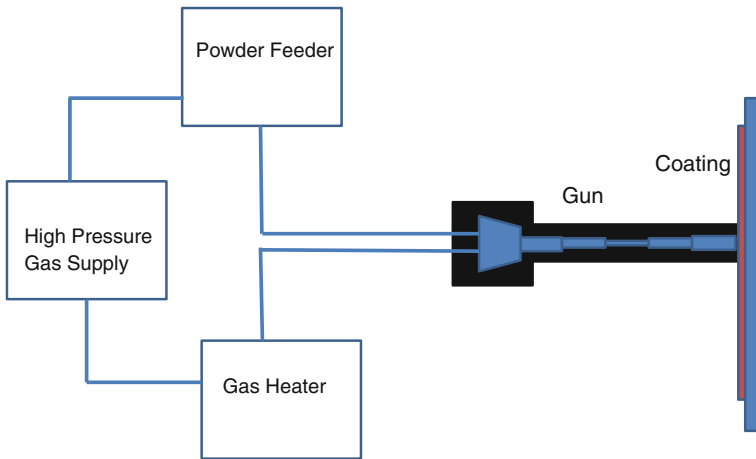 Powder Feeder
Coating
Gun
High Pressure
Gas Supply
Gas Heater